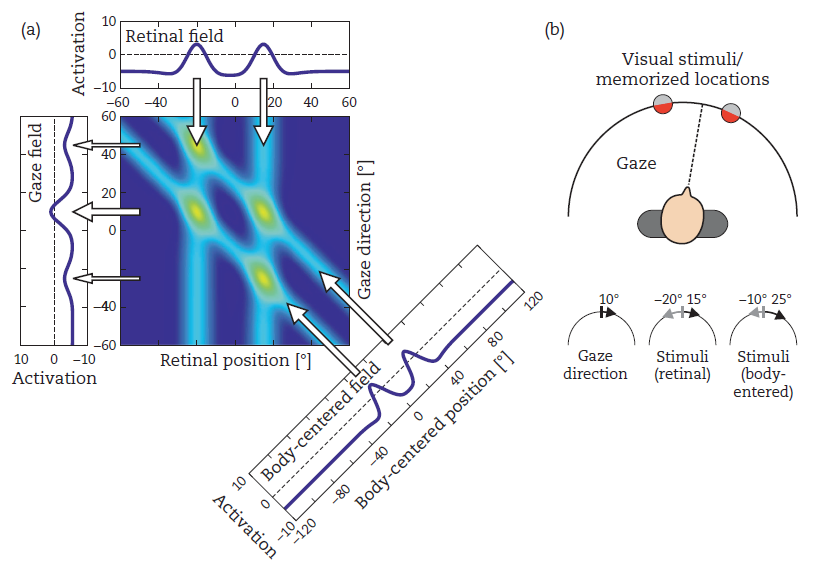 (a)
Activation
10
0
−10
Retinal field
−60 −40 0 20 40 60
Gaze field
60
40
20
0
−40
−60
Gaze direction [°]
10 0 −10
Activation
Retinal position [°]
Body-centered field
10
0
−10
Activation
−120
−80
−40
0
40
80
120
Body-centered position [°]
(b)
Visual stimuli/
memorized locations
Gaze
10°
Gaze
direction
−20° 15°
Stimuli
(retinal)
−10° 25°
Stimuli
(body-
entered)